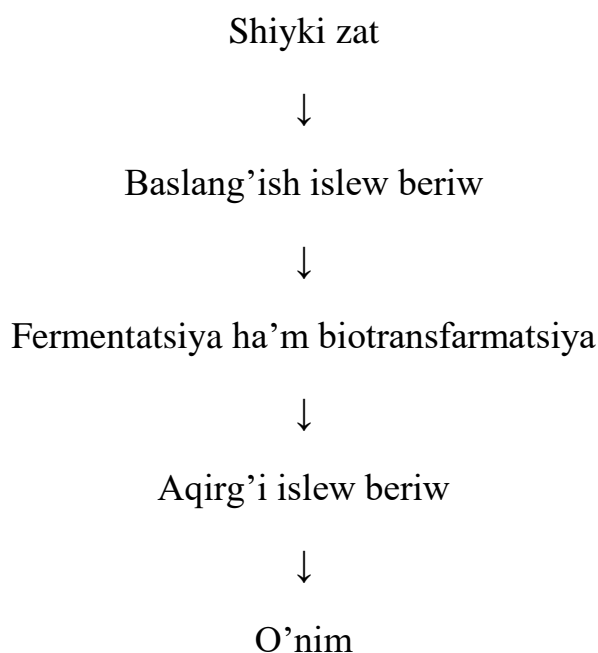 Shiyki zat
↓
Baslang’ish islew beriw
↓
Fermentatsiya ha’m biotransfarmatsiya
↓
Aqirg’i islew beriw
↓
O’nim